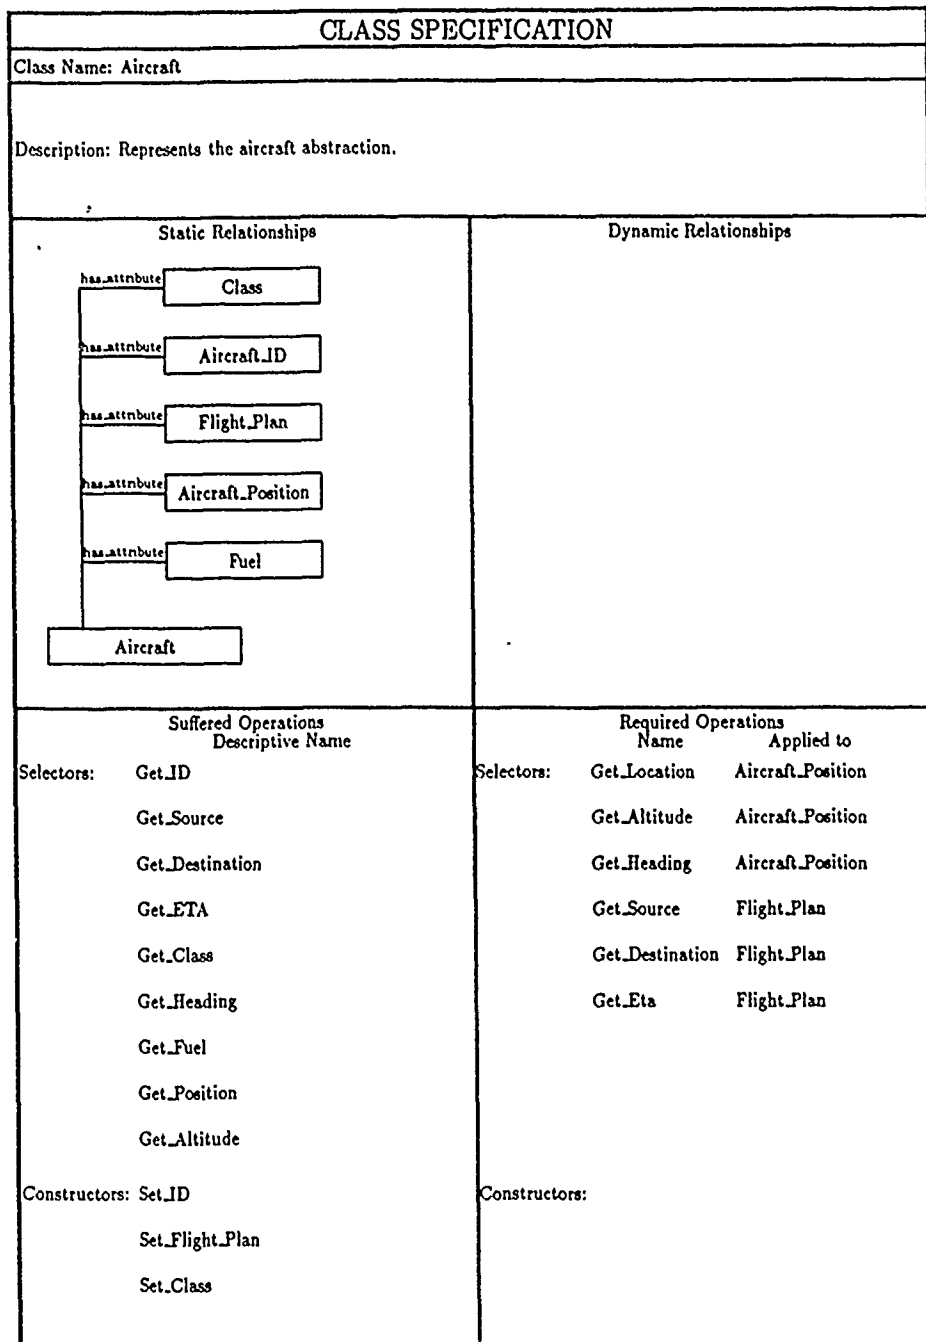 CLASS SPECIFICATION
Class Name: Aircraft
Description: Represents the aircraft abstraction.
Static Relationships
has_attribute
Class
has_attribute
Aircraft_ID
has_attribute
Flight_Plan
has_attribute
Aircraft_Position
has_attribute
Fuel
Aircraft
Dynamic Relationships
Suffered Operations
Descriptive Name
Selectors: Get_ID
Get_Source
Get_Destination
Get_ETA
Get_Class
Get_Heading
Get_Fuel
Get_Position
Get_Altitude
Constructors: Set_ID
Set_Flight_Plan
Set_Class
Required Operations
Name Applied to
Selectors: Get_Location Aircraft_Position
Get_Altitude Aircraft_Position
Get_Heading Aircraft_Position
Get_Source Flight_Plan
Get_Destination Flight_Plan
Get_Eta Flight_Plan
Constructors: